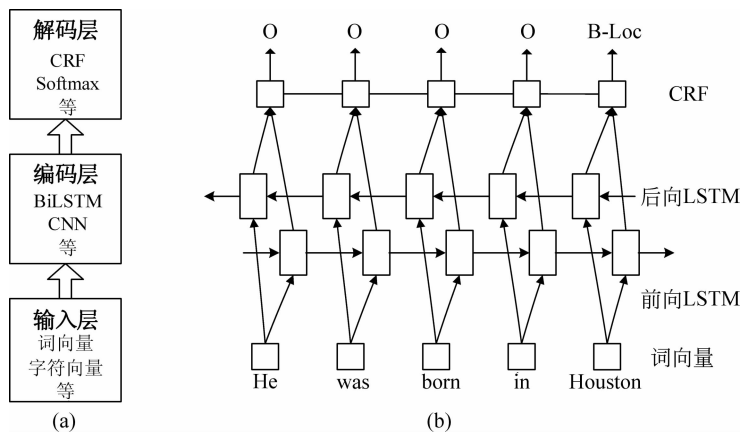 解码层
CRF
Softmax
等
编码层
BiLSTM
CNN
等
输入层
词向量
字符向量
等
(a)
O O O O B-Loc
CRF
后向LSTM
前向LSTM
词向量
He was born in Houston
(b)